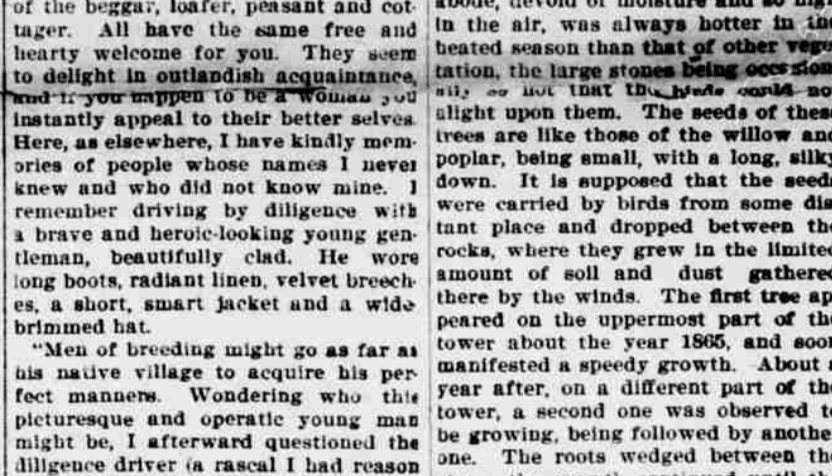 of the beggar, loafer, peasant and cot-
tager. All have the same free and
hearty welcome for you. They seem
to delight in outlandish acquaintance,
and if you happen to be a woman you
instantly appeal to their better selves.
Here, as elsewhere, I have kindly mem-
ories of people whose names I never
knew and who did not know mine. I
remember driving by diligence with
a brave and heroic-looking young gen-
tleman, beautifully clad. He wore
long boots, radiant linen, velvet breech-
es, a short, smart jacket and a wide
brimmed hat.
"Men of breeding might go as far as
his native village to acquire his per-
fect manners. Wondering who this
picturesque and operatic young man
might be, I afterward questioned the
diligence driver (a rascal I had reason
above, devoid of moisture and so
in the air, was always hotter in the
heated season than that of other vege
tation, the large stones being occasion
so hot that the birds could no
alight upon them. The seeds of these
trees are like those of the willow and
poplar, being small, with a long, silky
down. It is supposed that the seeds
were carried by birds from some dis
tant place and dropped between the
rocks, where they grew in the limited
amount of soil and dust gathered
there by the winds. The first tree ap
peared on the uppermost part of the
tower about the year 1865, and soon
manifested a speedy growth. About a
year after, on a different part of the
tower, a second one was observed to
be growing, being followed by another
one. The roots wedged between the